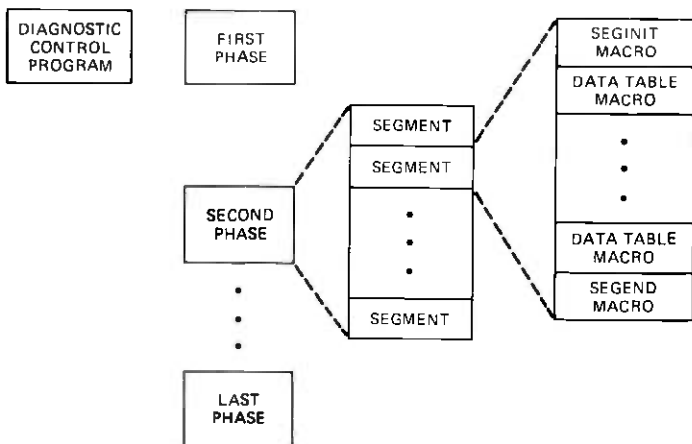 DIAGNOSTIC
CONTROL
PROGRAM
FIRST
PHASE
SECOND
PHASE
LAST
PHASE
SEGMENT
SEGMENT
SEGMENT
SEGINIT
MACRO
DATA TABLE
MACRO
DATA TABLE
MACRO
SEGEND
MACRO